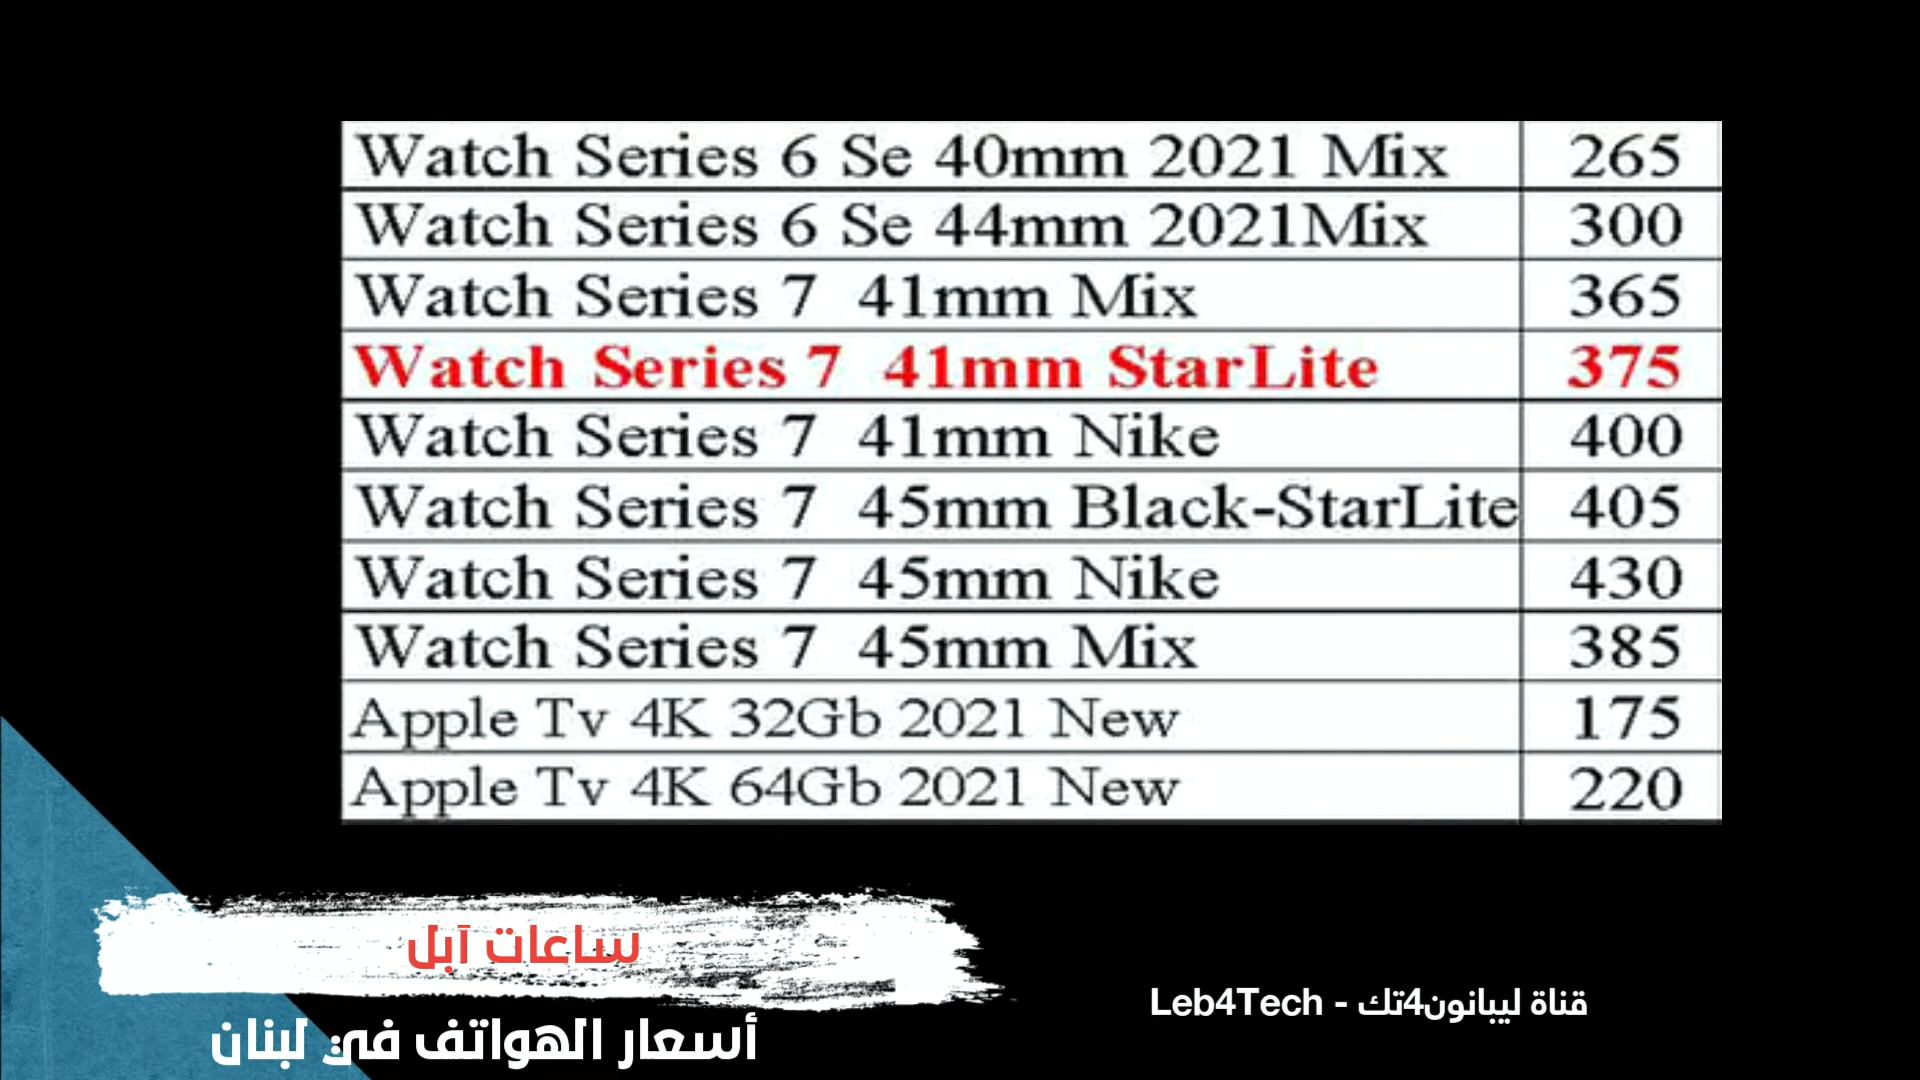 Watch Series 6 Se 40mm 2021 Mix 265
Watch Series 6 Se 44mm 2021Mix 300
Watch Series 7 41mm Mix 365
Watch Series 7 41mm StarLite 375
Watch Series 7 41mm Nike 400
Watch Series 7 45mm Black-StarLite 405
Watch Series 7 45mm Nike 430
Watch Series 7 45mm Mix 385
Apple Tv 4K 32Gb 2021 New 175
Apple Tv 4K 64Gb 2021 New 220
ساعات آبل
قناة ليبانون4تك - Leb4Tech
أسعار الهواتف في لبنان